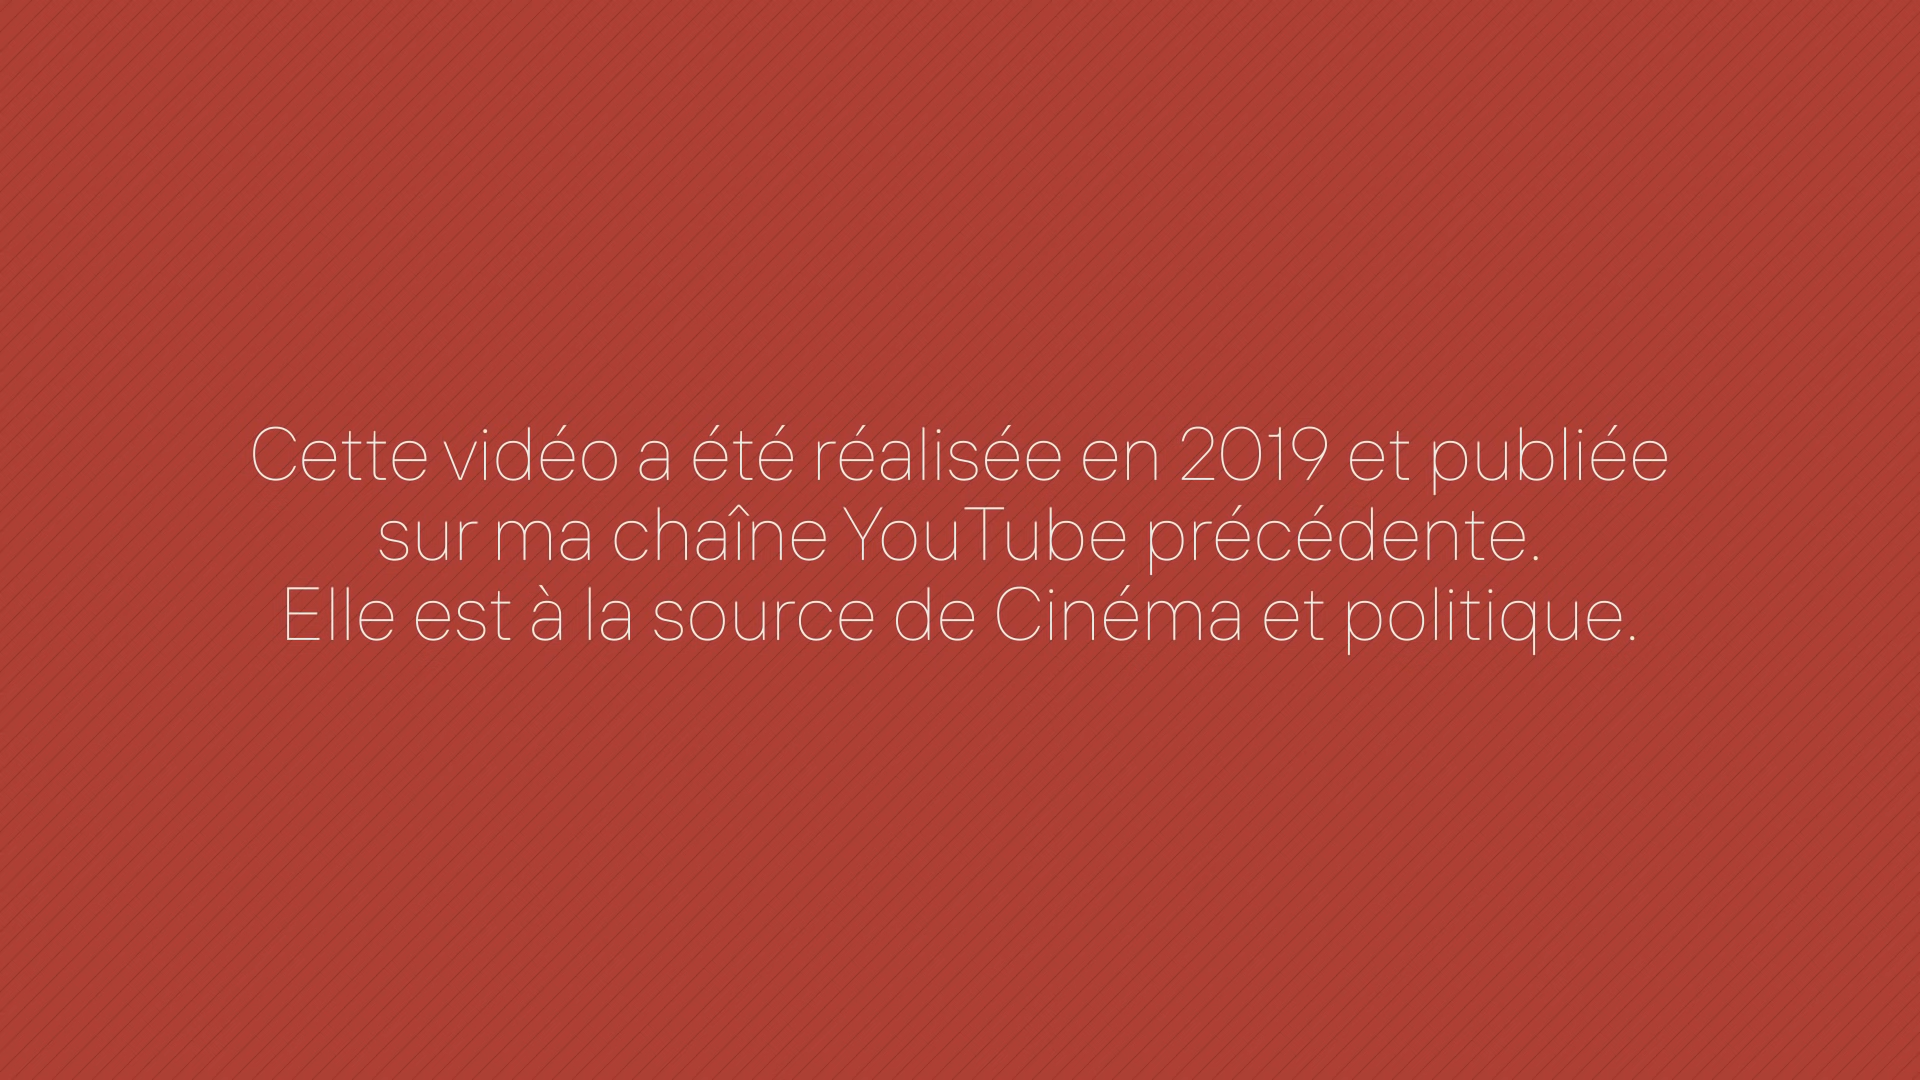 Cette vidéo a été réalisée en 2019 et publiée
sur ma chaîne YouTube précédente.
Elle est à la source de Cinéma et politique.